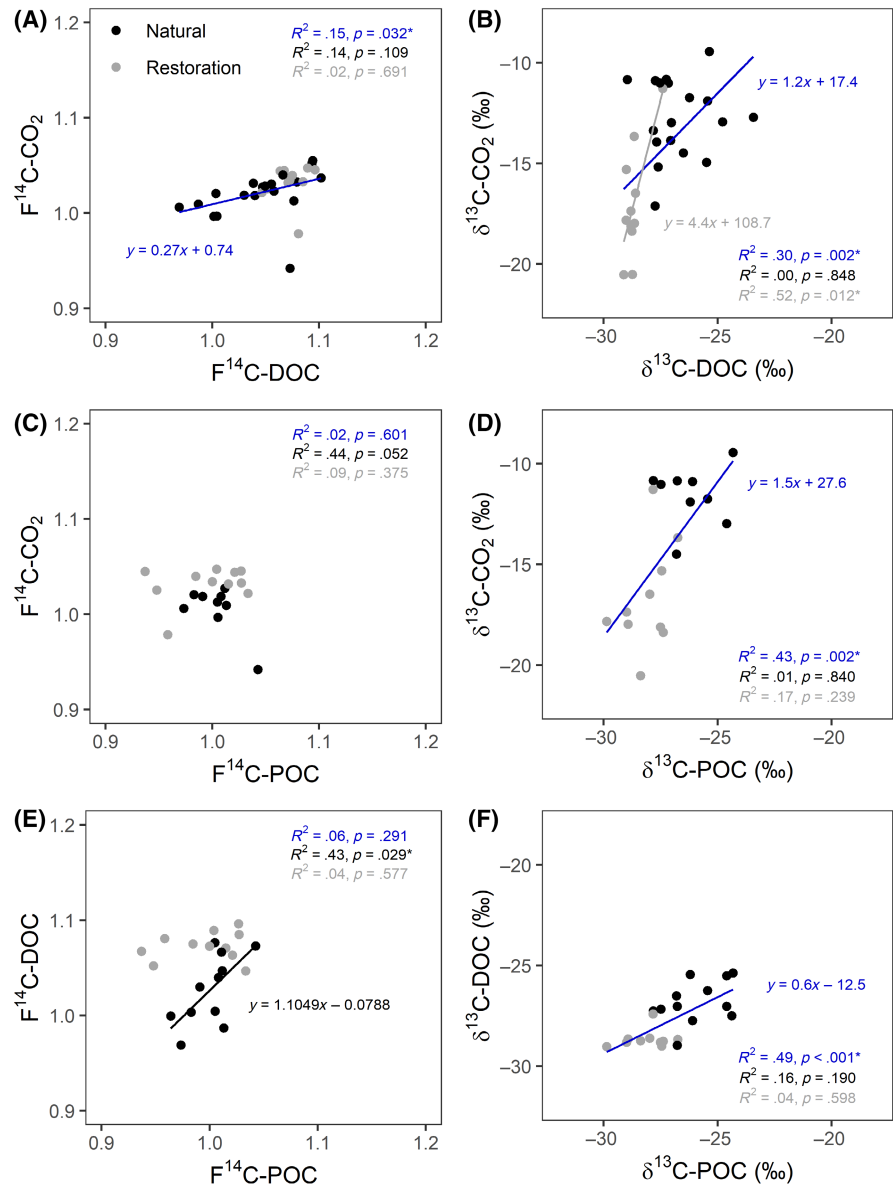 (A)
Natural
Restoration
R² = .15, p = .032*
R² = .14, p = .109
R² = .02, p = .691
y = 0.27x + 0.74
1.2
1.1
1.0
0.9
F¹⁴C-CO₂
0.9 1.0 1.1 1.2
F¹⁴C-DOC
(B)
y = 1.2x + 17.4
y = 4.4x + 108.7
R² = .30, p = .002*
R² = .00, p = .848
R² = .52, p = .012*
−10
−15
−20
δ¹³C-CO₂ (‰)
−30 −25 −20
δ¹³C-DOC (‰)
(C)
R² = .02, p = .601
R² = .44, p = .052
R² = .09, p = .375
1.2
1.1
1.0
0.9
F¹⁴C-CO₂
0.9 1.0 1.1 1.2
F¹⁴C-POC
(D)
y = 1.5x + 27.6
R² = .43, p = .002*
R² = .01, p = .840
R² = .17, p = .239
−10
−15
−20
δ¹³C-CO₂ (‰)
−30 −25 −20
δ¹³C-POC (‰)
(E)
R² = .06, p = .291
R² = .43, p = .029*
R² = .04, p = .577
y = 1.1049x − 0.0788
1.2
1.1
1.0
0.9
F¹⁴C-DOC
0.9 1.0 1.1 1.2
F¹⁴C-POC
(F)
y = 0.6x − 12.5
R² = .49, p < .001*
R² = .16, p = .190
R² = .04, p = .598
−20
−25
−30
δ¹³C-DOC (‰)
−30 −25 −20
δ¹³C-POC (‰)